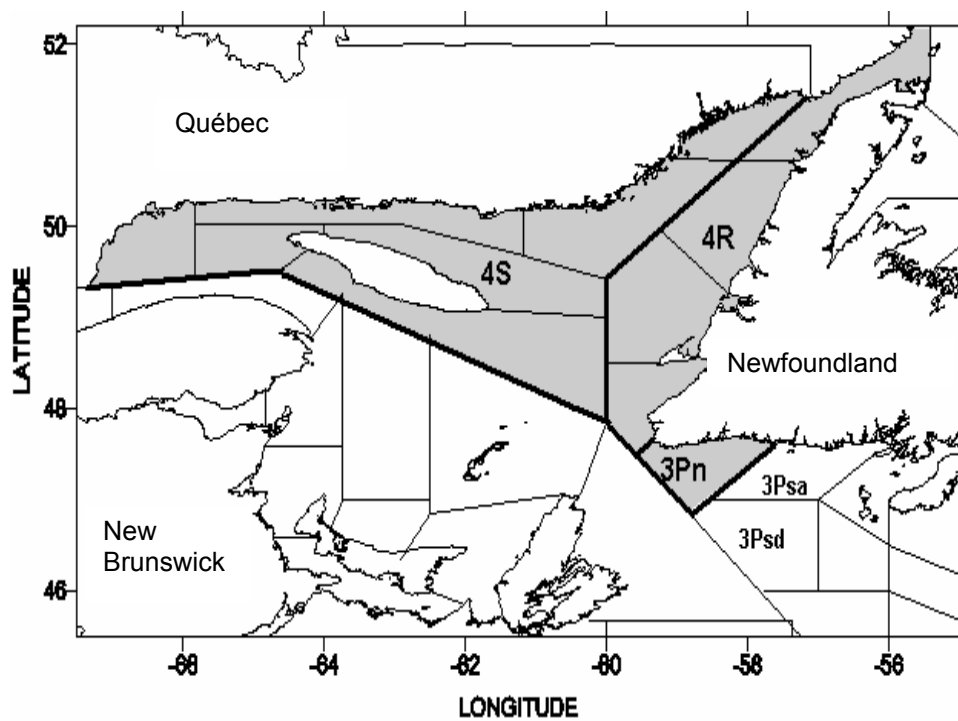 52
Québec
50
4R
4S
LATITUDE
Newfoundland
48
3Pn
3Psa
New
Brunswick
3Psd
46
-66
-64
-62
-60
-58
-56
LONGITUDE